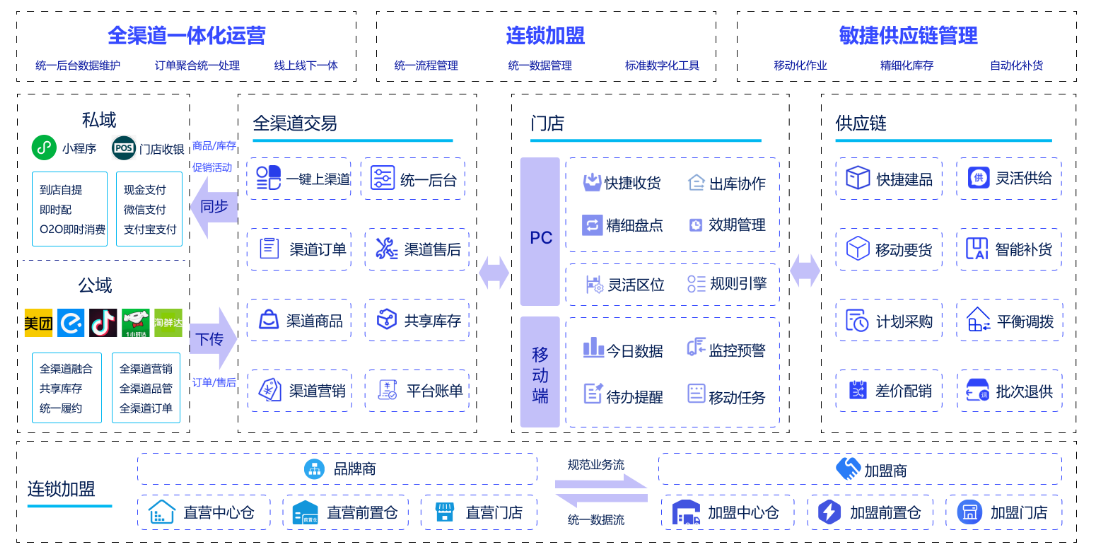 全渠道一体化运营
统一后台数据维护 订单聚合统一处理 线上线下一体
连锁加盟
统一流程管理 统一数据管理 标准数字化工具
敏捷供应链管理
移动化作业 精细化库存 自动化补货
私域
小程序
POS 门店收银
到店自提
即时配
O2O即时消费
现金支付
微信支付
支付宝支付
商品/库存
促销活动
同步
公域
美团
淘鲜达
全渠道融合
共享库存
统一履约
全渠道营销
全渠道品管
全渠道订单
下传
订单/售后
全渠道交易
一键上渠道 统一后台
渠道订单 渠道售后
渠道商品 共享库存
渠道营销 平台账单
门店
PC
快捷收货 出库协作
精细盘点 效期管理
灵活区位 规则引擎
移动端
今日数据 监控预警
待办提醒 移动任务
供应链
快捷建品 供 灵活供给
移动要货 AI 智能补货
计划采购 平衡调拨
差价配销 批次退供
连锁加盟
品牌商
直营中心仓 直营前置仓 直营门店
规范业务流
统一数据流
加盟商
加盟中心仓 加盟前置仓 加盟门店